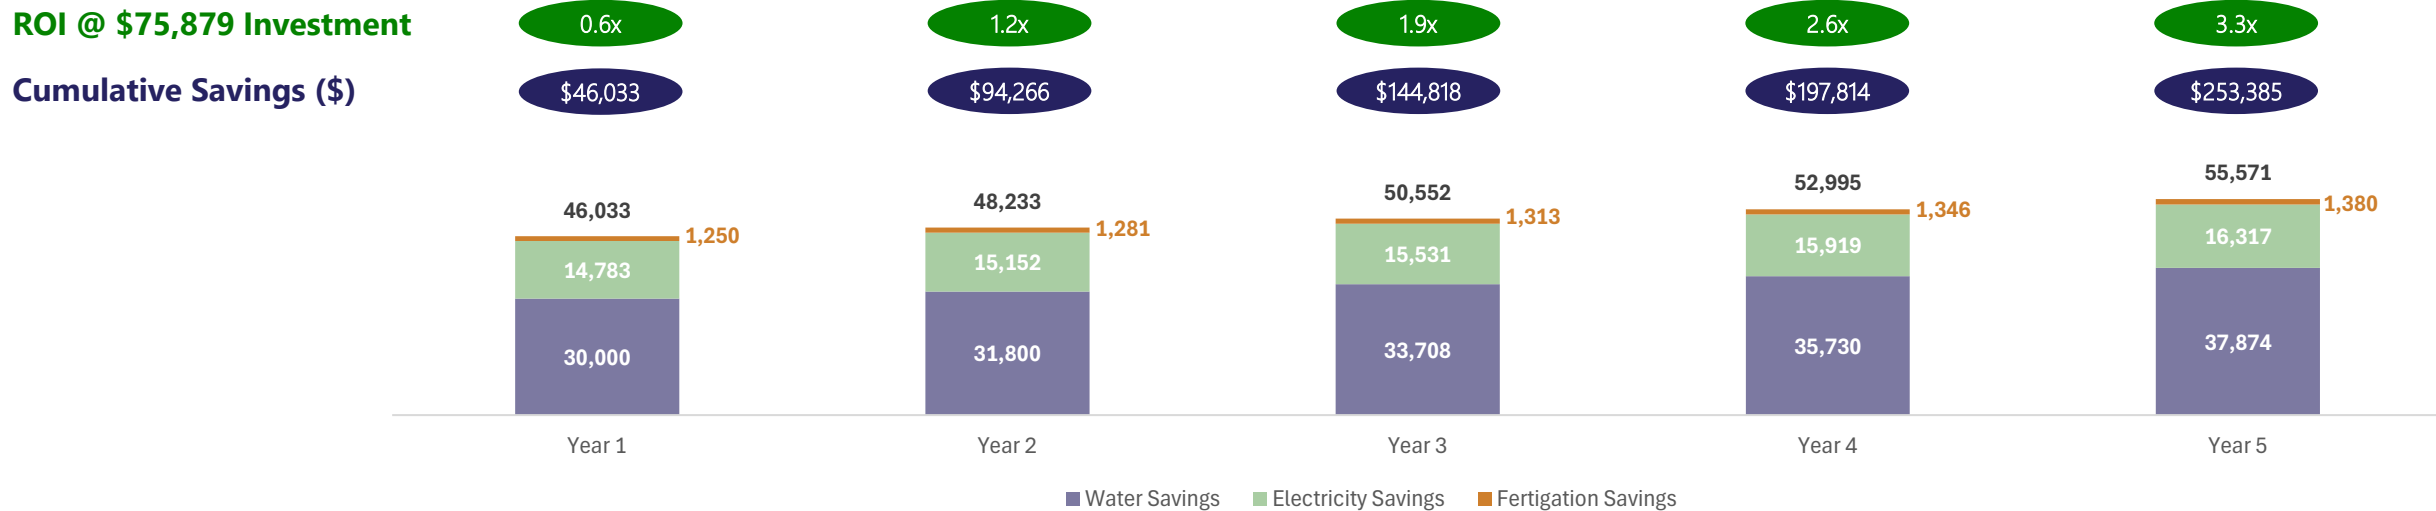 ROI @ $75,879 Investment 0.6x 1.2x 1.9x 2.6x 3.3x
Cumulative Savings ($) $46,033 $94,266 $144,818 $197,814 $253,385
46,033 48,233 50,552 52,995 55,571
1,250 1,281 1,313 1,346 1,380
14,783 15,152 15,531 15,919 16,317
30,000 31,800 33,708 35,730 37,874
Year 1 Year 2 Year 3 Year 4 Year 5
Water Savings Electricity Savings Fertigation Savings